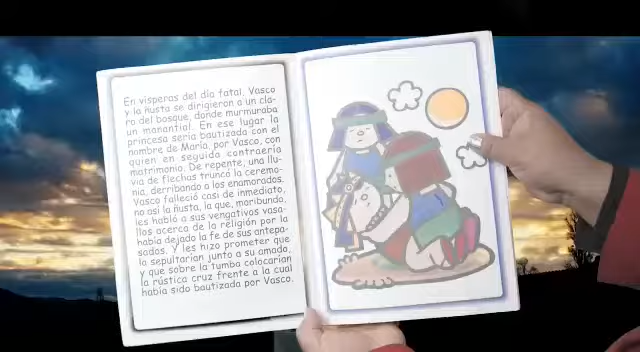 En vísperas del día fatal, Vasco
y la ñusta se dirigieron a un cla-
ro del bosque, donde murmuraba
un manantial. En ese lugar la
princesa sería bautizada con el
nombre de María, por Vasco, con
quien en seguida contraería
matrimonio. De repente, una llu-
via de flechas truncó la ceremo-
nia, derribando a los enamorados.
Vasco falleció casi de inmediato,
no así la ñusta, la que, moribunda,
les habló a sus vengativos vasa-
llos acerca de la religión por la
había dejado la fe de sus antepa-
sados. Y les hizo prometer que
la sepultarían junto a su amado,
y que sobre la tumba colocarían
la rústica cruz frente a la cual
había sido bautizada por Vasco.